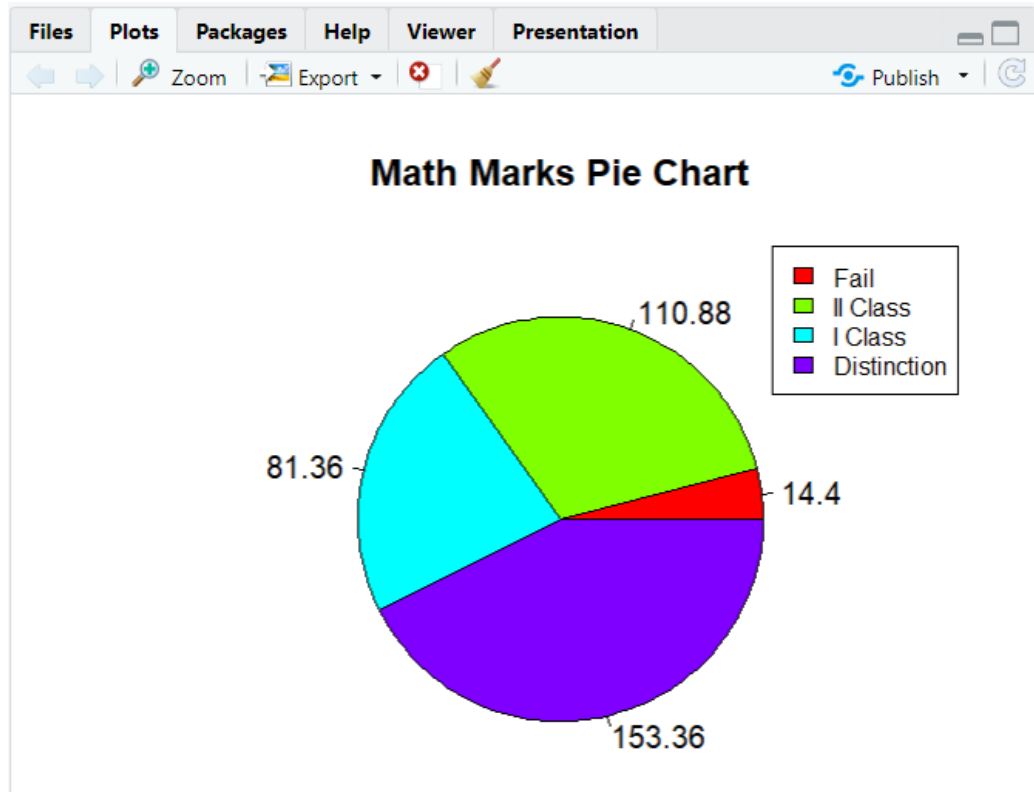 Files Plots Packages Help Viewer Presentation
Zoom Export Publish
Math Marks Pie Chart
Fail
II Class
I Class
Distinction
110.88
81.36
14.4
153.36